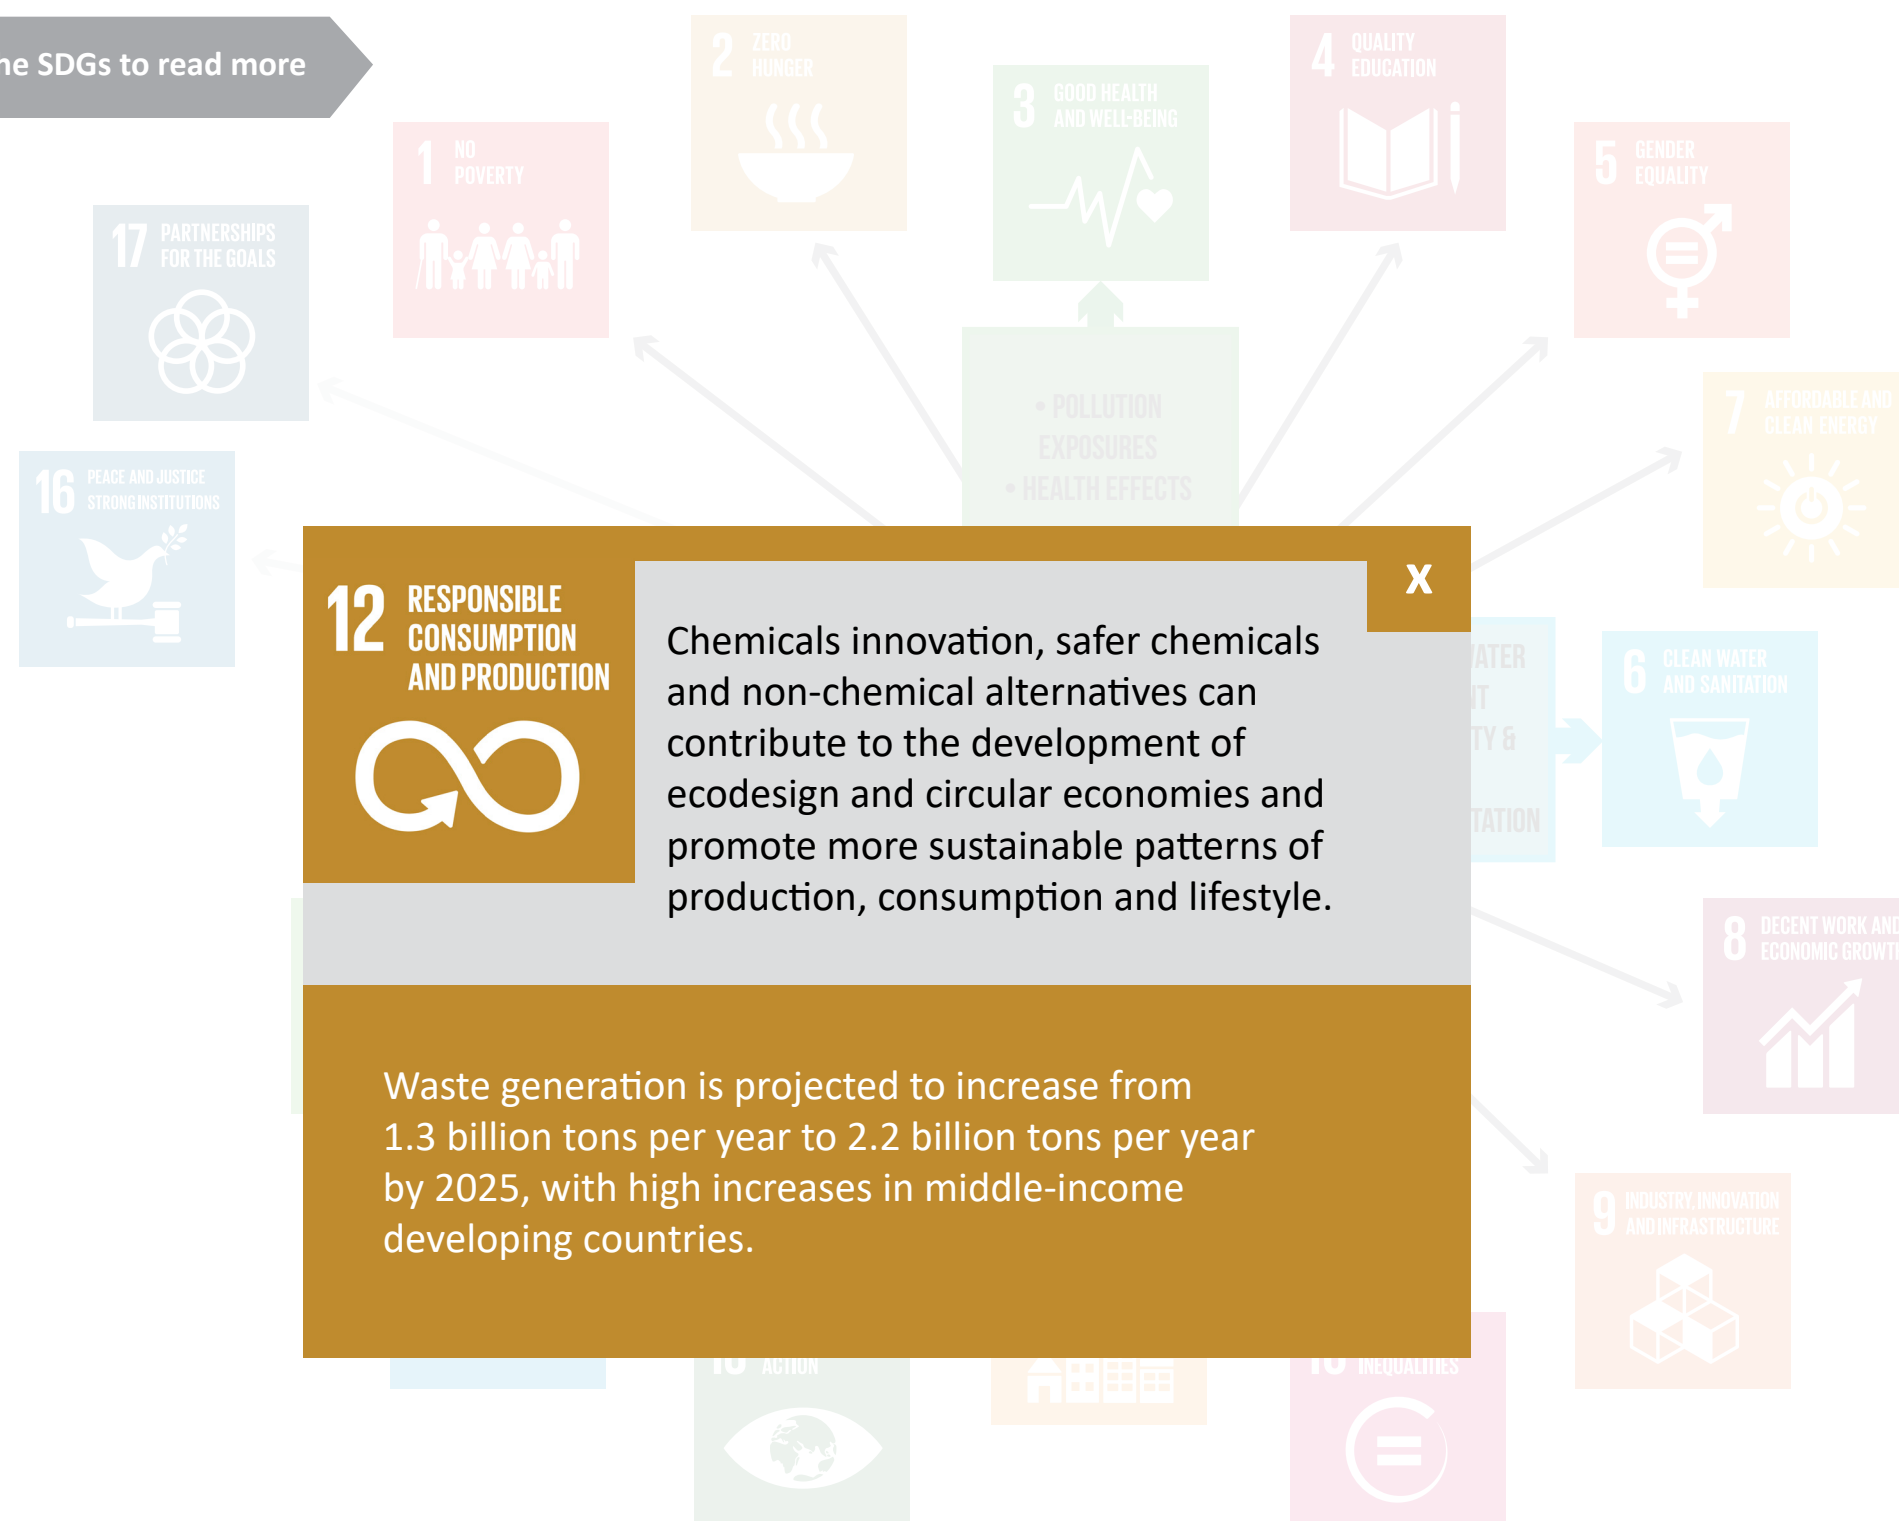 he SDGs to read more
2 ZERO
HUNGER
4 QUALITY
EDUCATION
3 GOOD HEALTH
AND WELL-BEING
1 NO
POVERTY
5 GENDER
EQUALITY
17 PARTNERSHIPS
FOR THE GOALS
• POLLUTION
EXPOSURES
• HEALTH EFFECTS
7 AFFORDABLE AND
CLEAN ENERGY
16 PEACE AND JUSTICE
STRONG INSTITUTIONS
12 RESPONSIBLE
CONSUMPTION
AND PRODUCTION
X
Chemicals innovation, safer chemicals
and non-chemical alternatives can
contribute to the development of
ecodesign and circular economies and
promote more sustainable patterns of
production, consumption and lifestyle.
6 CLEAN WATER
AND SANITATION
8 DECENT WORK AND
ECONOMIC GROWTH
Waste generation is projected to increase from
1.3 billion tons per year to 2.2 billion tons per year
by 2025, with high increases in middle-income
developing countries.
9 INDUSTRY, INNOVATION
AND INFRASTRUCTURE
ACTION
10 INEQUALITIES